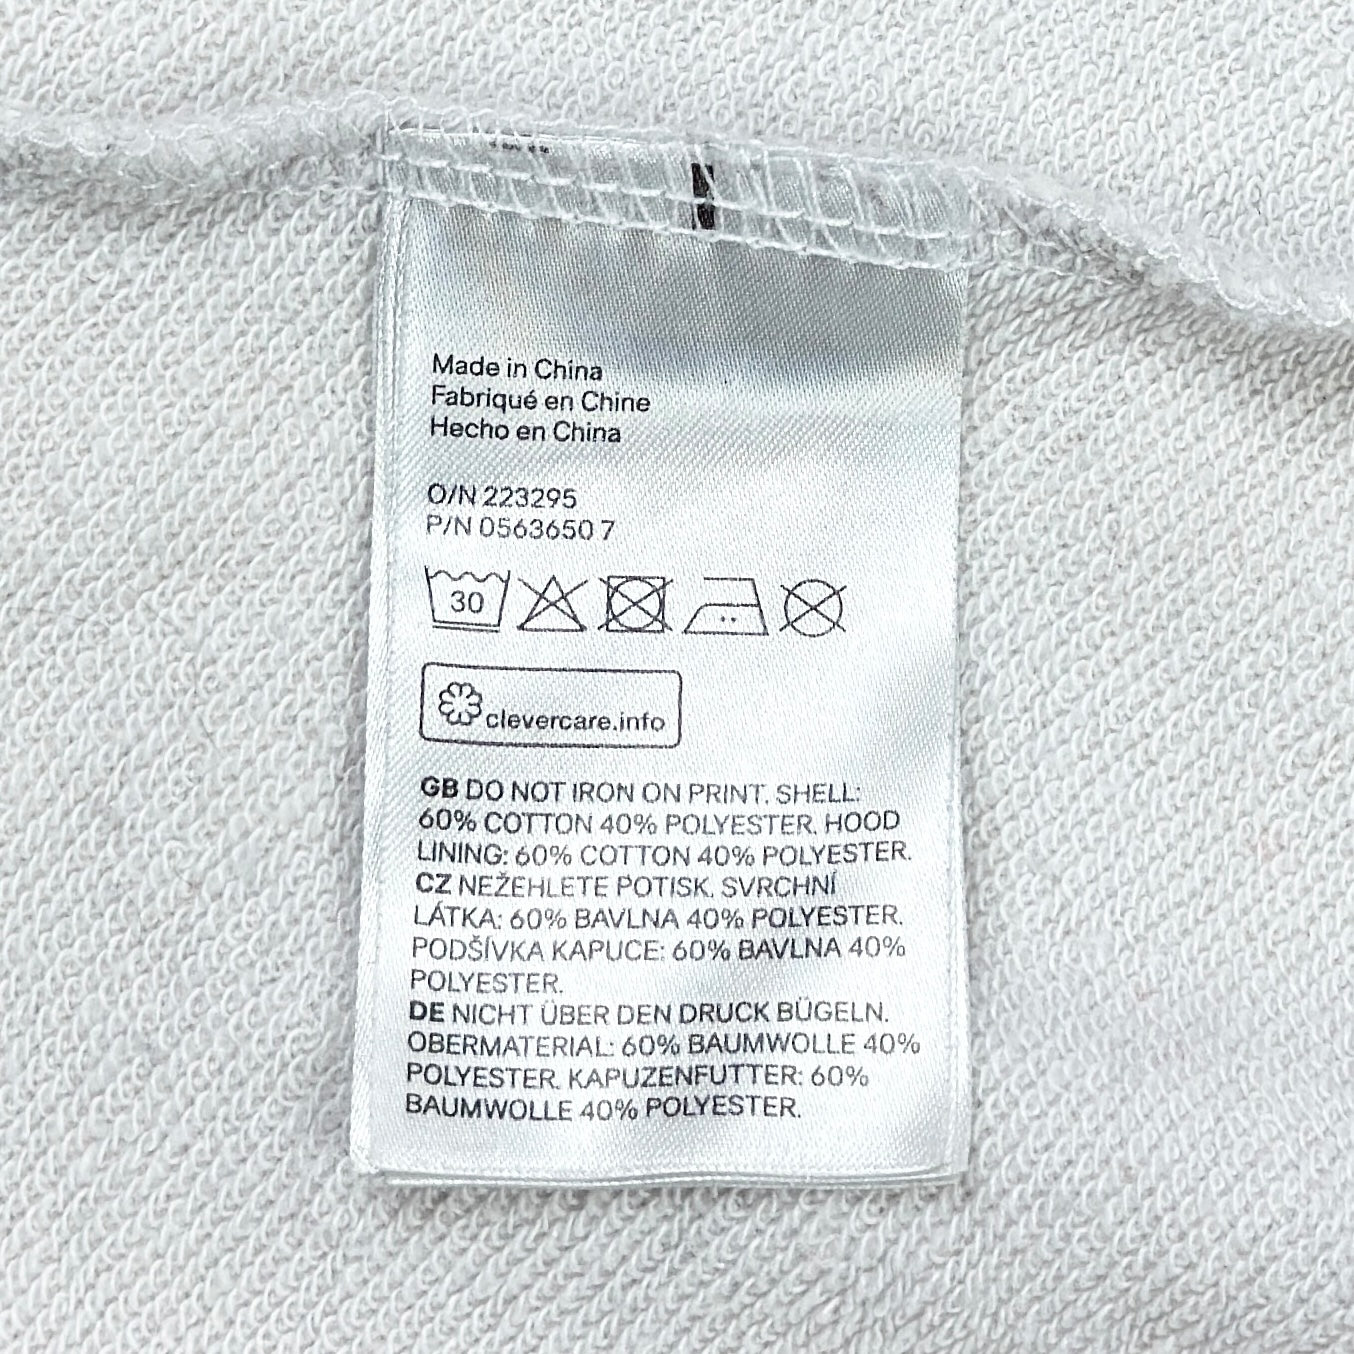 Made in China
Fabriqué en Chine
Hecho en China
O/N 223295
P/N 0563650 7
30
clevercare.info
GB DO NOT IRON ON PRINT. SHELL:
60% COTTON 40% POLYESTER. HOOD
LINING: 60% COTTON 40% POLYESTER.
CZ NEŽEHLETE POTISK. SVRCHNÍ
LÁTKA: 60% BAVLNA 40% POLYESTER.
PODŠÍVKA KAPUCE: 60% BAVLNA 40%
POLYESTER.
DE NICHT ÜBER DEN DRUCK BÜGELN.
OBERMATERIAL: 60% BAUMWOLLE 40%
POLYESTER. KAPUZENFUTTER: 60%
BAUMWOLLE 40% POLYESTER.